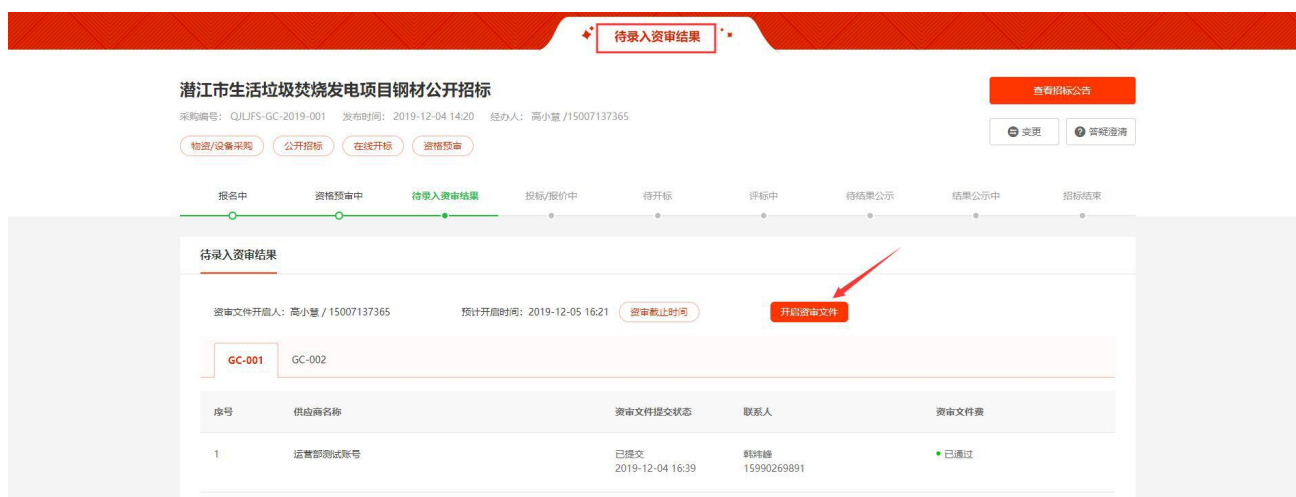 待录入资审结果
潜江市生活垃圾焚烧发电项目钢材公开招标
查看招标公告
采购编号: QJLJFS-GC-2019-001 发布时间: 2019-12-04 14:20 经办人: 高小慧 /15007137365
变更 答疑澄清
物资/设备采购 公开招标 在线开标 资格预审
报名中 资格预审中 待录入资审结果 投标/报价中 待开标 评标中 待结果公示 结果公示中 招标结束
待录入资审结果
资审文件开启人: 高小慧 / 15007137365 预计开启时间: 2019-12-05 16:21 资审截止时间 开启资审文件
GC-001 GC-002
序号 供应商名称 资审文件提交状态 联系人 资审文件费
1 运营部测试账号 已提交 韩炜峰 已通过
2019-12-04 16:39 15990269891